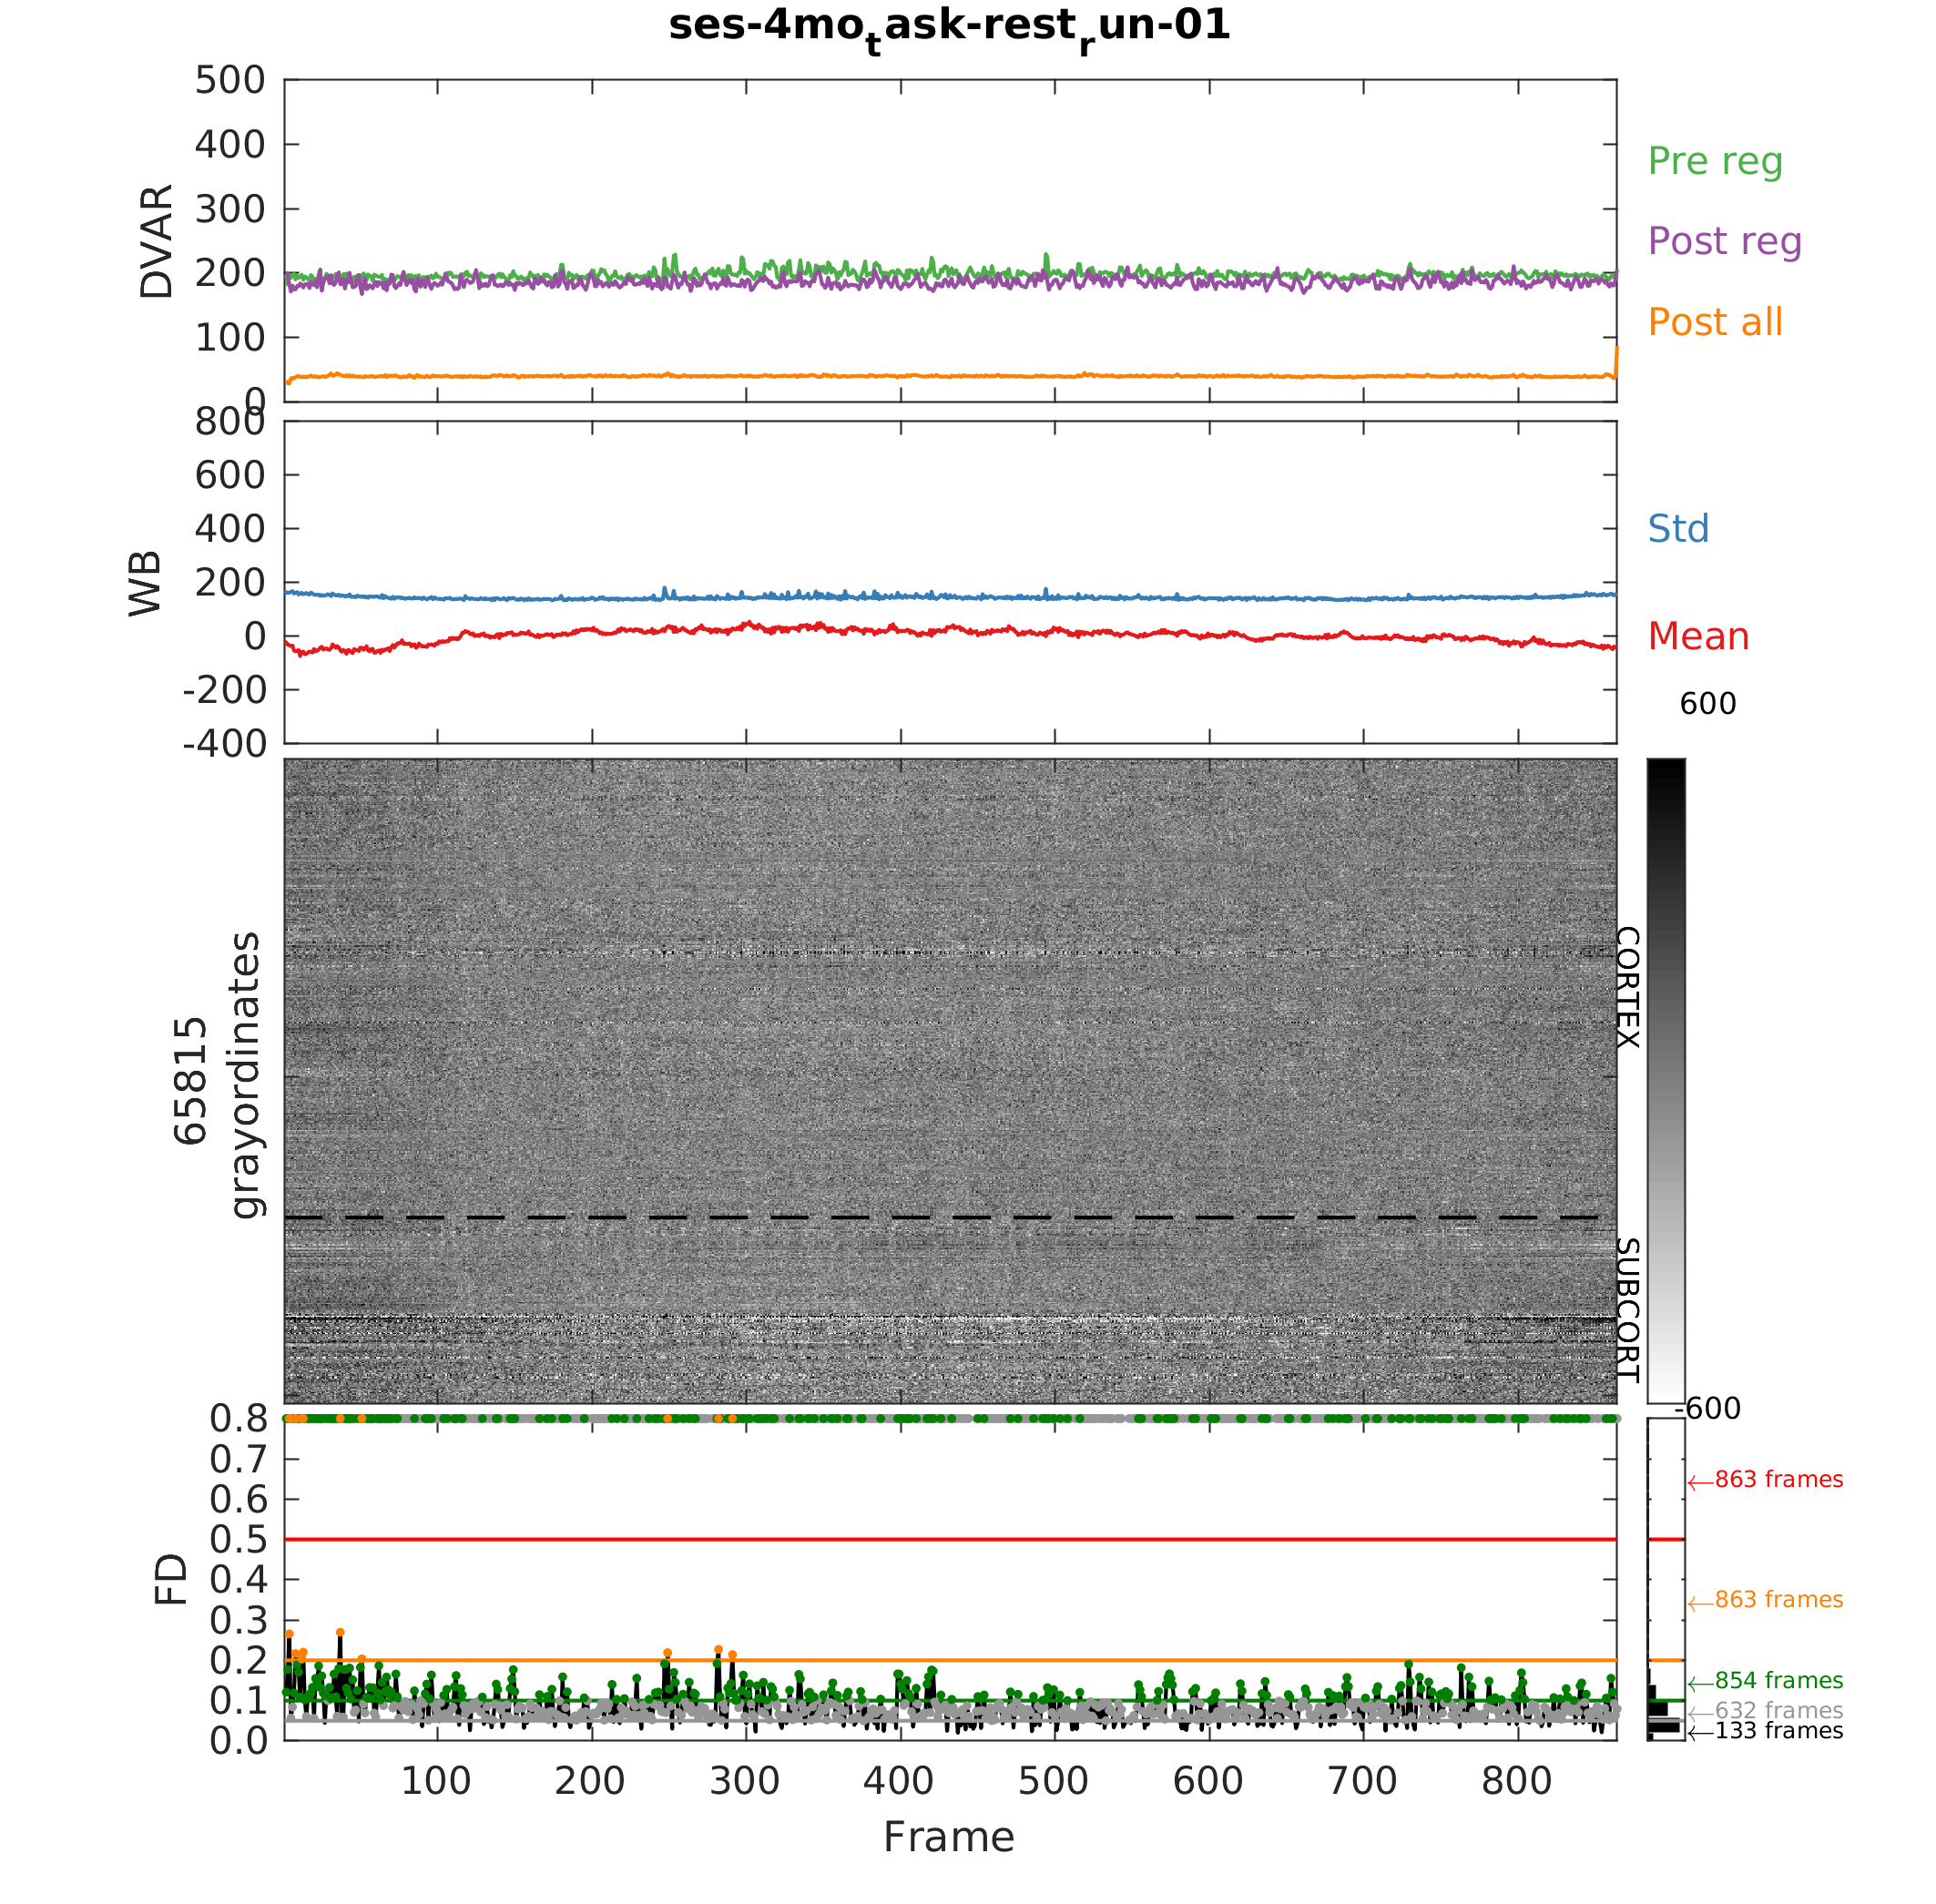 ses-4mo_task-rest_run-01
500
400
300
200
100
0
DVAR
Pre reg
Post reg
Post all
800
600
400
200
0
-200
-400
WB
Std
Mean
600
65815
grayordinates
CORTEX
SUBCORT
-600
0.8
0.7
0.6
0.5
0.4
0.3
0.2
0.1
0.0
FD
←863 frames
←863 frames
←854 frames
←632 frames
←133 frames
100 200 300 400 500 600 700 800
Frame